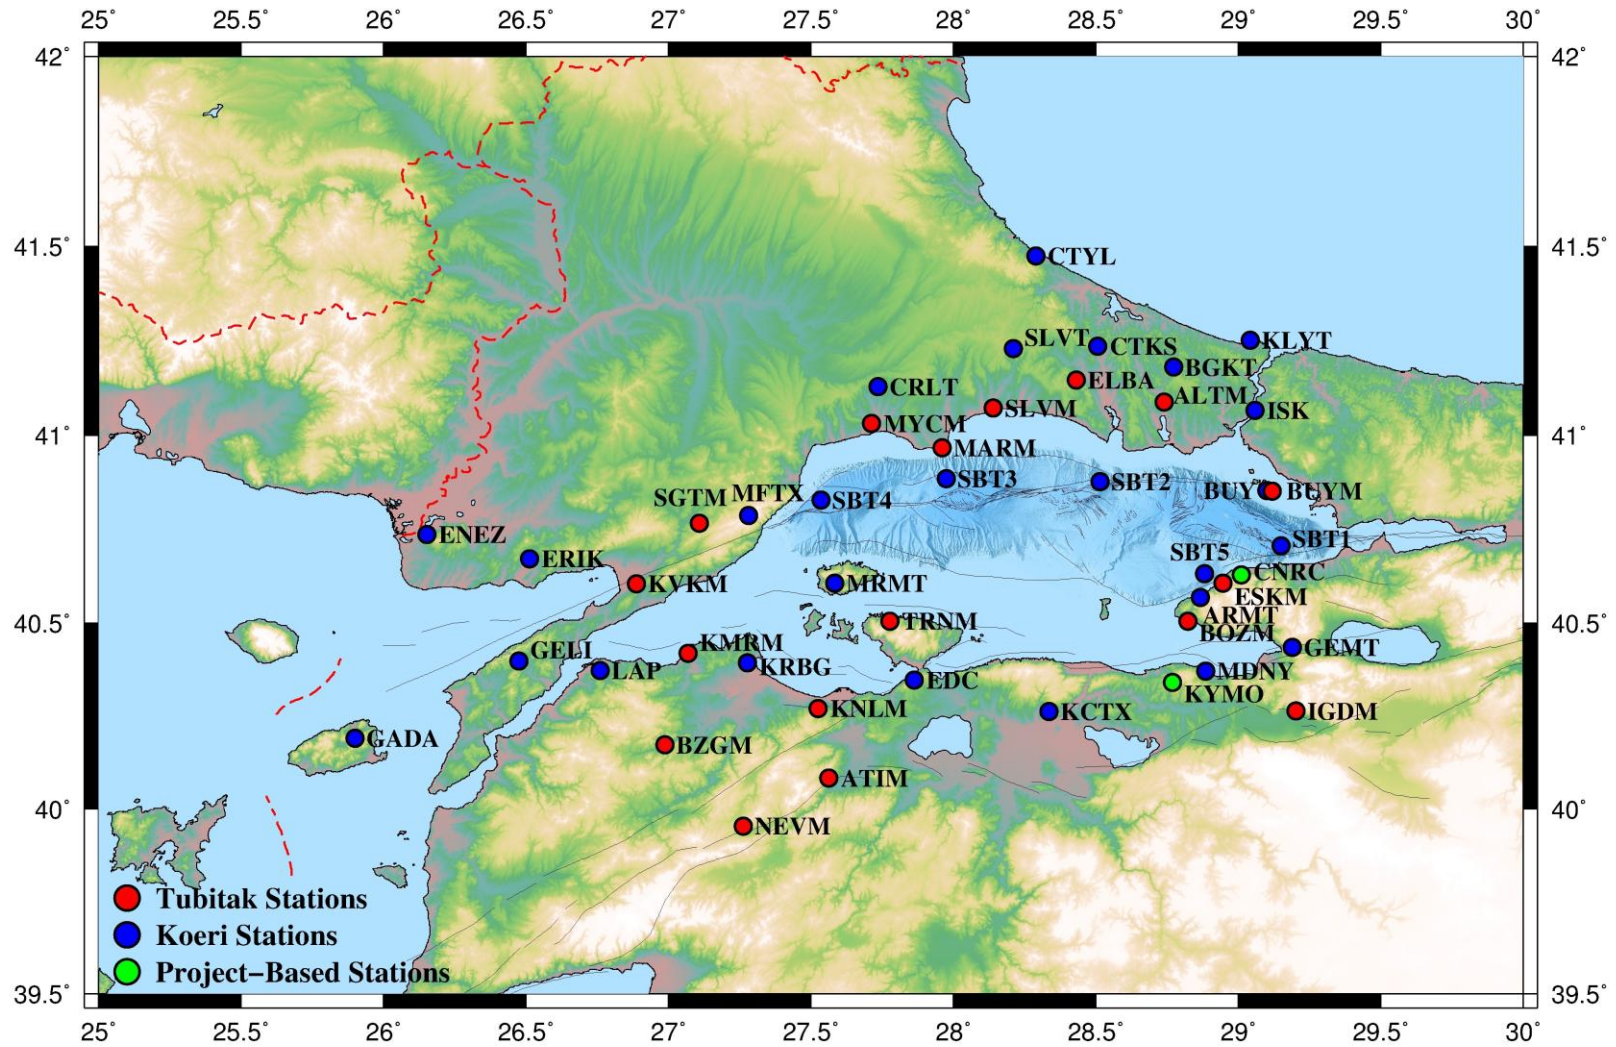 25° 25.5° 26° 26.5° 27° 27.5° 28° 28.5° 29° 29.5° 30°
42° 42°
41.5° 41.5°
CTYL
SLVT
CTKS
KLYT
BGKT
ELBA
CRLT
ALTM
SLVM
ISK
MYCM
41° 41°
MARM
SBT3
SBT2
BUY
BUYM
SGTM
MFTX
SBT4
ENEZ
SBT1
SBT5
ERIK
CNRC
KVKM
MRMT
ESKM
ARMT
TRNM
BOZM
40.5° 40.5°
GELI
KMRM
GEMT
LAP
KRBG
MDNY
EDC
KYMO
KNLM
KCTX
IGDM
GADA
BZGM
ATIM
40° 40°
NEVM
Tubitak Stations
Koeri Stations
Project-Based Stations
39.5° 39.5°
25° 25.5° 26° 26.5° 27° 27.5° 28° 28.5° 29° 29.5° 30°